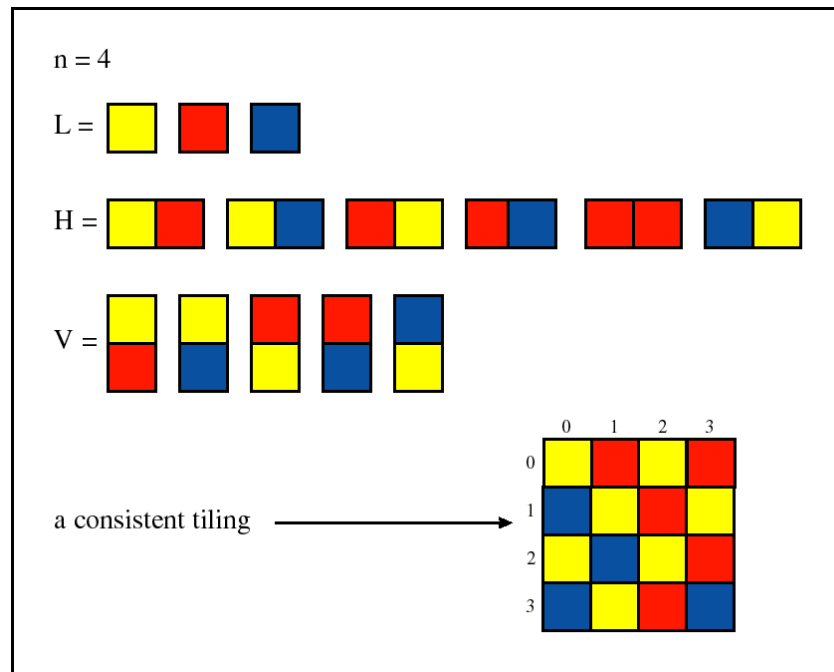 n = 4
L =
H =
V =
0 1 2 3
0
1
a consistent tiling
2
3